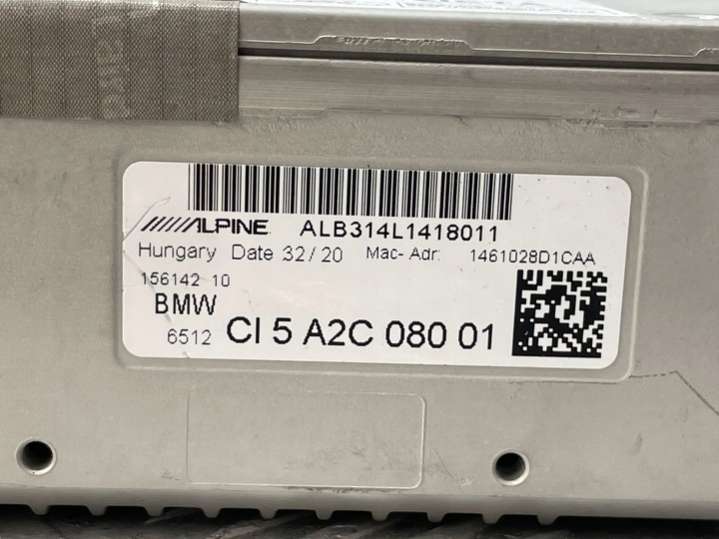 ALPINE ALB314L1418011
Hungary Date 32/20 Mac- Adr: 1461028D1CAA
156142 10
BMW
6512 CI 5 A2C 080 01